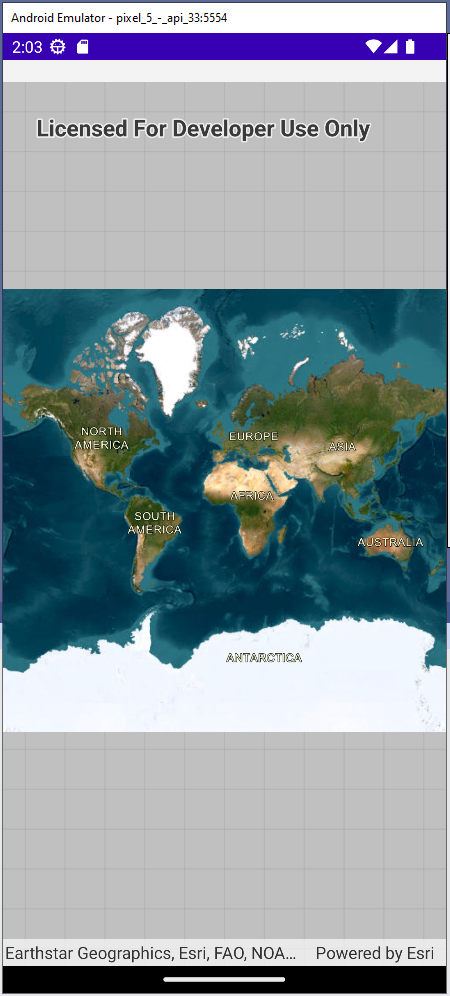 Android Emulator - pixel_5_-_api_33:5554
2:03
Licensed For Developer Use Only
NORTH
AMERICA
EUROPE
ASIA
AFRICA
SOUTH
AMERICA
AUSTRALIA
ANTARCTICA
Earthstar Geographics, Esri, FAO, NOA... Powered by Esri